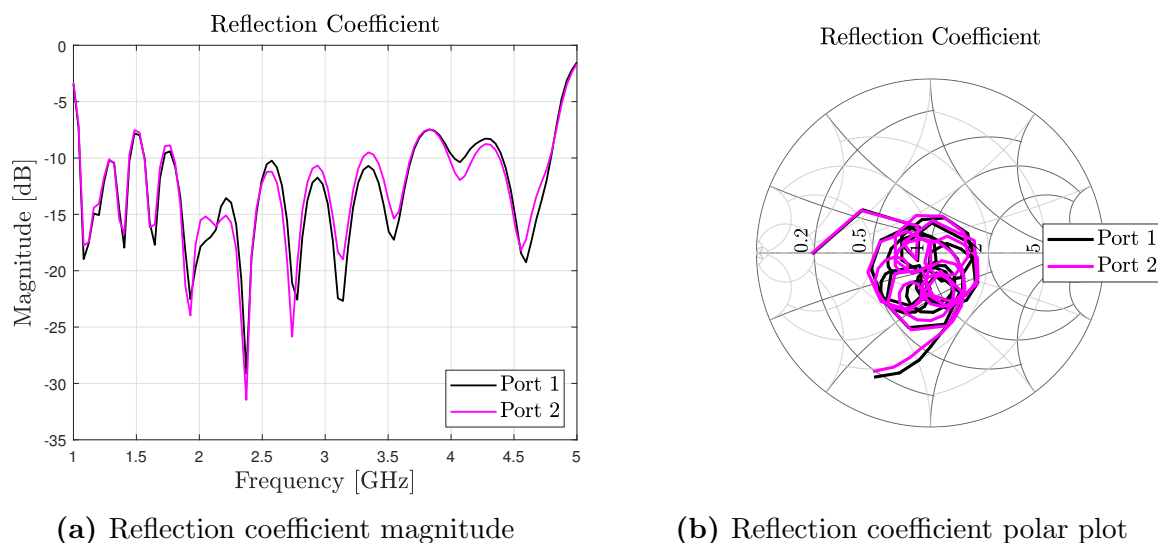 Reflection Coefficient
Magnitude [dB]
0
-5
-10
-15
-20
-25
-30
-35
1
1.5
2
2.5
3
3.5
4
4.5
5
Frequency [GHz]
Port 1
Port 2
(a) Reflection coefficient magnitude
Reflection Coefficient
0.2
0.5
1
2
5
Port 1
Port 2
(b) Reflection coefficient polar plot